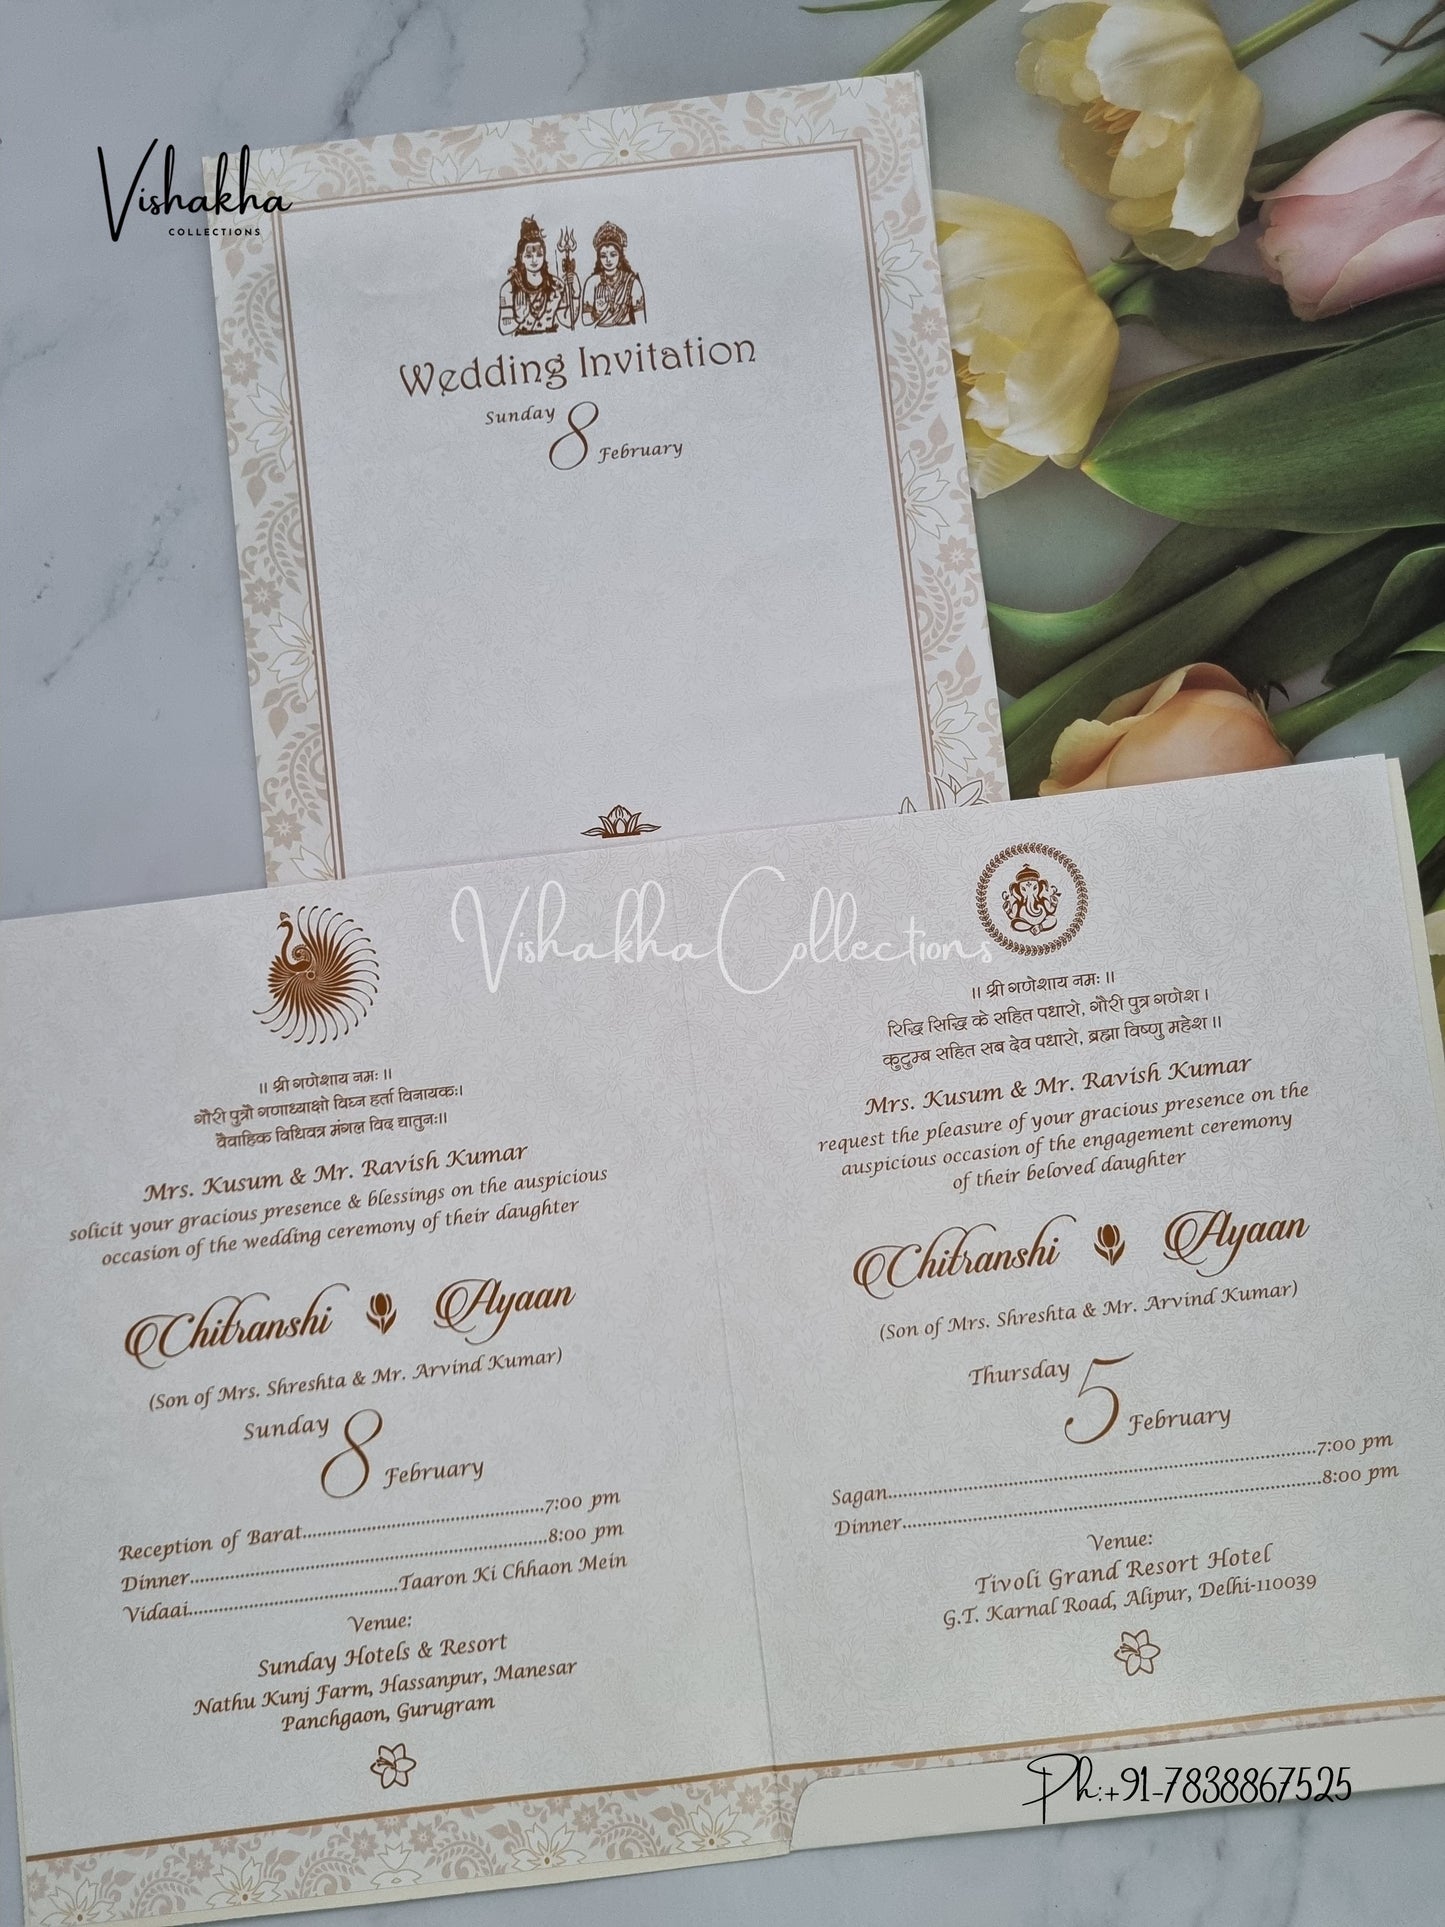 Vishakha
COLLECTIONS
Wedding Invitation
Sunday 8 February
Vishakha Collections
।। श्री गणेशाय नमः ।।
गौरी पुत्रौ गणाध्याक्षो विघ्न हर्ता विनायकः।
वैवाहिक विधिवत्र मंगल विद द्यातुनः।।
Mrs. Kusum & Mr. Ravish Kumar
solicit your gracious presence & blessings on the auspicious
occasion of the wedding ceremony of their daughter
Chitranshi Ayaan
(Son of Mrs. Shreshta & Mr. Arvind Kumar)
Sunday 8 February
Reception of Barat...............................................7:00 pm
Dinner.......................................................................8:00 pm
Vidaai..........................................Taaron Ki Chhaon Mein
Venue:
Sunday Hotels & Resort
Nathu Kunj Farm, Hassanpur, Manesar
Panchgaon, Gurugram
।। श्री गणेशाय नमः ।।
रिद्धि सिद्धि के सहित पधारो, गौरी पुत्र गणेश ।
कुटुम्ब सहित सब देव पधारो, ब्रह्मा विष्णु महेश ।।
Mrs. Kusum & Mr. Ravish Kumar
request the pleasure of your gracious presence on the
auspicious occasion of the engagement ceremony
of their beloved daughter
Chitranshi Ayaan
(Son of Mrs. Shreshta & Mr. Arvind Kumar)
Thursday 5 February
Sagan.......................................................................................7:00 pm
Dinner.....................................................................................8:00 pm
Venue:
Tivoli Grand Resort Hotel
G.T. Karnal Road, Alipur, Delhi-110039
Ph:+91-7838867525